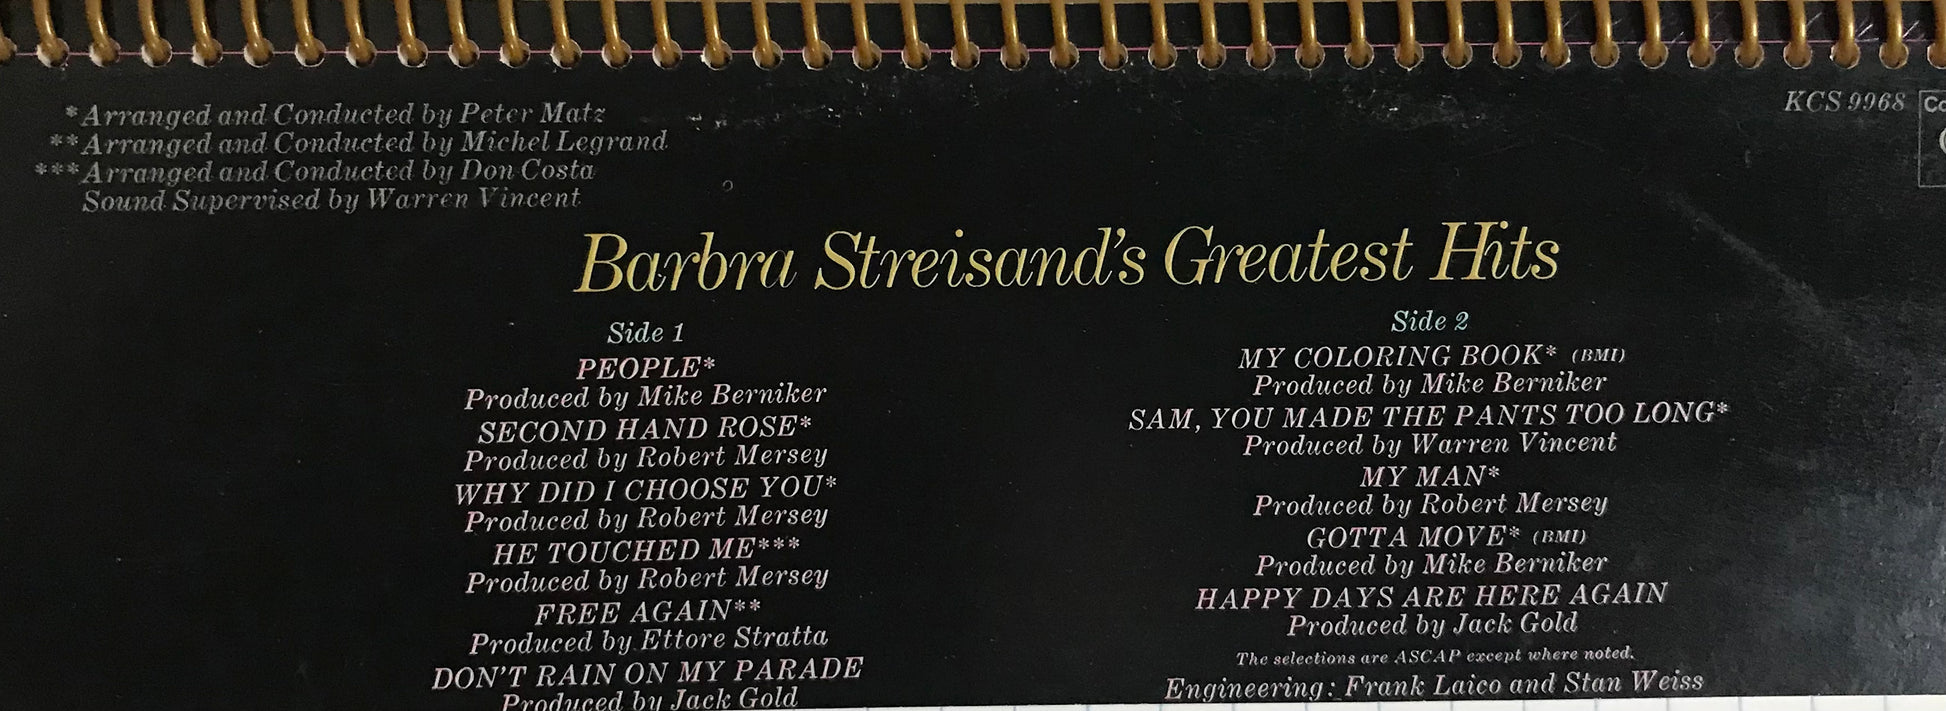 *Arranged and Conducted by Peter Matz
**Arranged and Conducted by Michel Legrand
***Arranged and Conducted by Don Costa
Sound Supervised by Warren Vincent
KCS 9968
Barbra Streisand's Greatest Hits
Side 1
PEOPLE*
Produced by Mike Berniker
SECOND HAND ROSE*
Produced by Robert Mersey
WHY DID I CHOOSE YOU*
Produced by Robert Mersey
HE TOUCHED ME***
Produced by Robert Mersey
FREE AGAIN**
Produced by Ettore Stratta
DON'T RAIN ON MY PARADE
Produced by Jack Gold
Side 2
MY COLORING BOOK* (BMI)
Produced by Mike Berniker
SAM, YOU MADE THE PANTS TOO LONG*
Produced by Warren Vincent
MY MAN*
Produced by Robert Mersey
GOTTA MOVE* (BMI)
Produced by Mike Berniker
HAPPY DAYS ARE HERE AGAIN
Produced by Jack Gold
The selections are ASCAP except where noted.
Engineering: Frank Laico and Stan Weiss